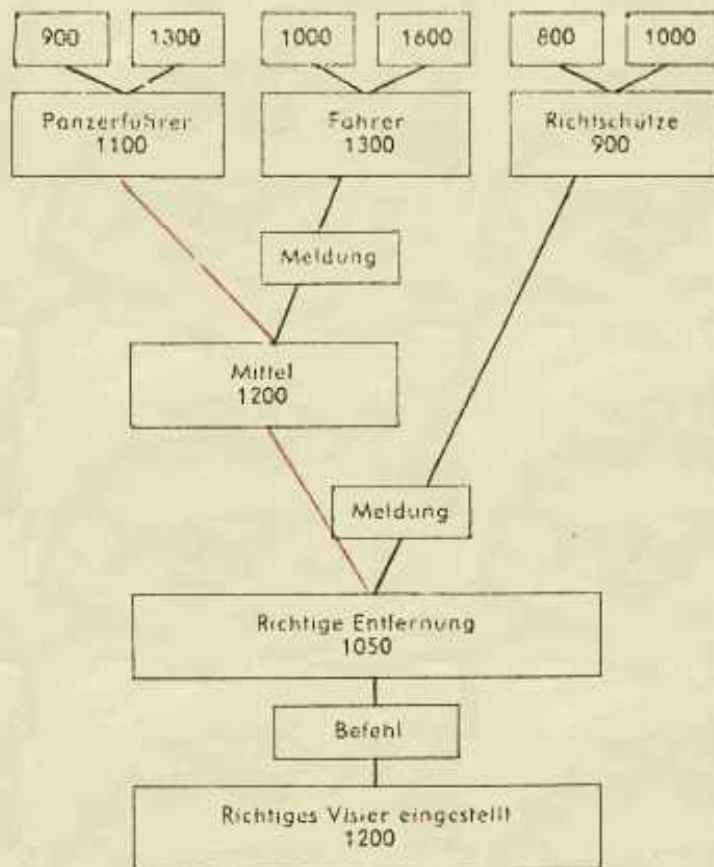 900 1300 1000 1600 800 1000
Panzerführer Fahrer Richtschütze
1100 1300 900
Meldung
Mittel
1200
Meldung
Richtige Entfernung
1050
Befehl
Richtiges Visier eingestellt
1200